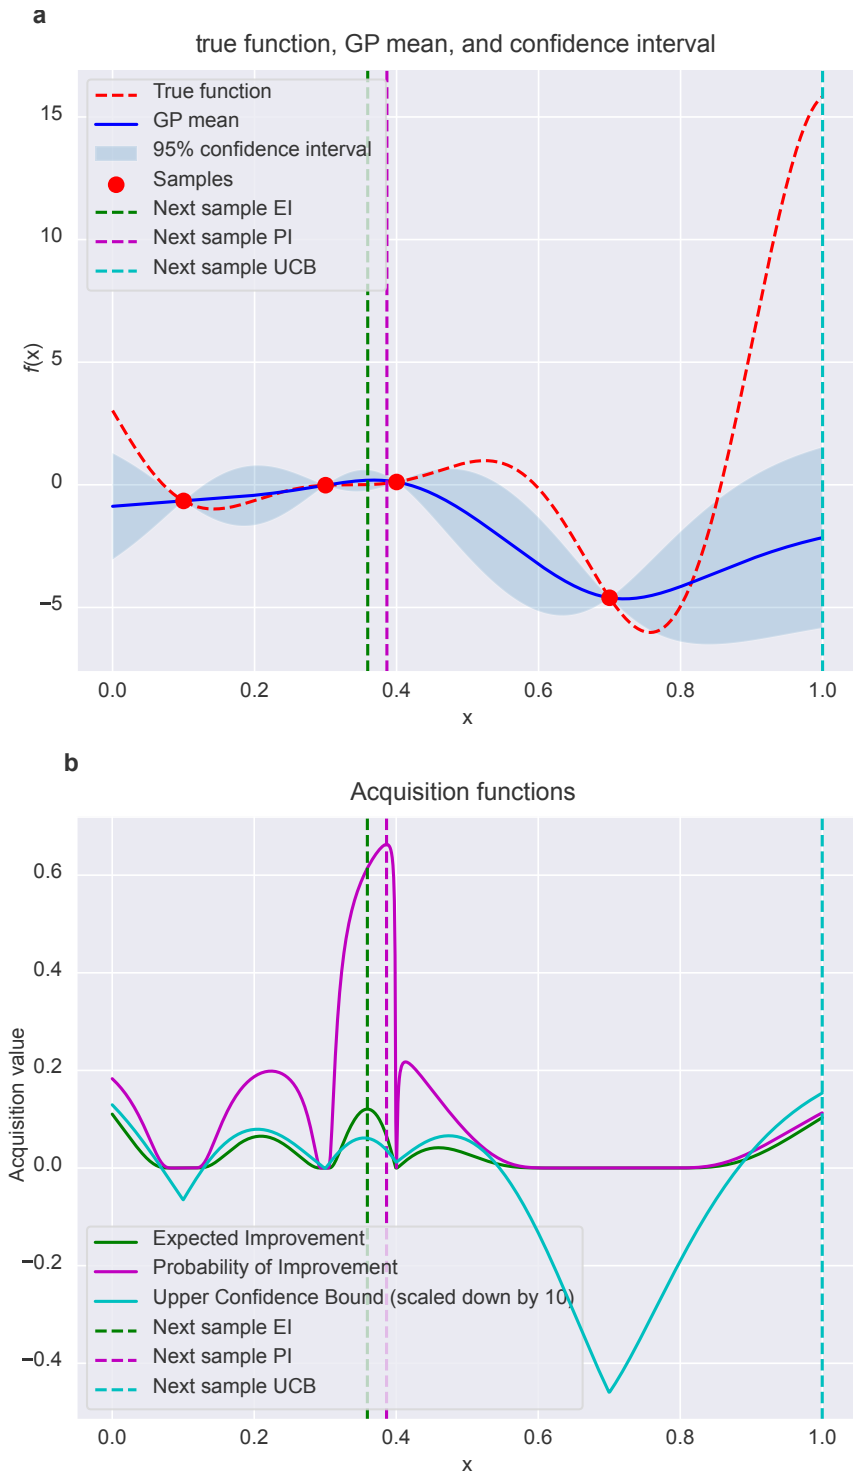 a
true function, GP mean, and confidence interval
True function
GP mean
95% confidence interval
Samples
Next sample EI
Next sample PI
Next sample UCB
15
10
5
0
−5
f(x)
0.0 0.2 0.4 0.6 0.8 1.0
x
b
Acquisition functions
0.6
0.4
0.2
0.0
−0.2
−0.4
Acquisition value
Expected Improvement
Probability of Improvement
Upper Confidence Bound (scaled down by 10)
Next sample EI
Next sample PI
Next sample UCB
0.0 0.2 0.4 0.6 0.8 1.0
x